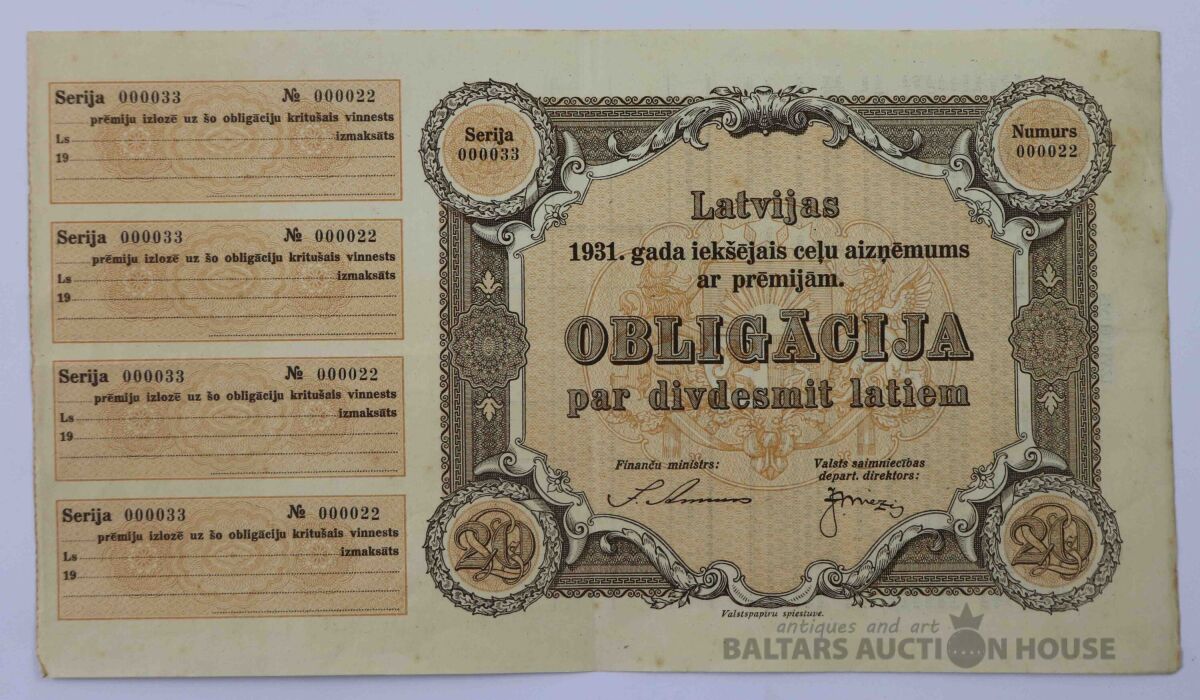 Serija 000033 № 000022
prēmiju izlozē uz šo obligāciju kritušais vinnests
Ls izmaksāts
19
Serija 000033 № 000022
prēmiju izlozē uz šo obligāciju kritušais vinnests
Ls izmaksāts
19
Serija 000033 № 000022
prēmiju izlozē uz šo obligāciju kritušais vinnests
Ls izmaksāts
19
Serija 000033 № 000022
prēmiju izlozē uz šo obligāciju kritušais vinnests
Ls izmaksāts
19
Serija
000033
Numurs
000022
Latvijas
1931. gada iekšējais ceļu aizņēmums
ar prēmijām.
OBLIGĀCIJA
par divdesmit latiem
Finanču ministrs:
Valsts saimniecības
depart. direktors:
20
20
Valstspapīru spiestuve.
antiques and art
BALTARS AUCTION HOUSE